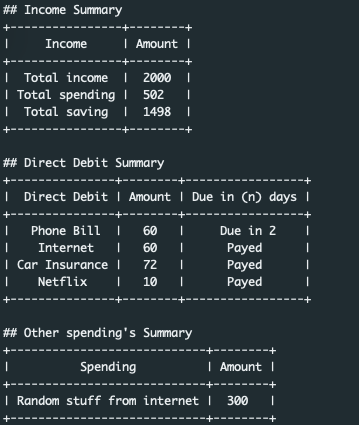 ## Income Summary
+----------------+--------+
|     Income     | Amount |
+----------------+--------+
|  Total income  |  2000  |
| Total spending |  502   |
|  Total saving  |  1498  |
+----------------+--------+
## Direct Debit Summary
+---------------+--------+-----------------+
|  Direct Debit | Amount | Due in (n) days |
+---------------+--------+-----------------+
|   Phone Bill  |   60   |     Due in 2    |
|    Internet   |   60   |      Payed      |
| Car Insurance |   72   |      Payed      |
|    Netflix    |   10   |      Payed      |
+---------------+--------+-----------------+
## Other spending's Summary
+----------------------------+--------+
|          Spending          | Amount |
+----------------------------+--------+
| Random stuff from internet |  300   |
+----------------------------+--------+